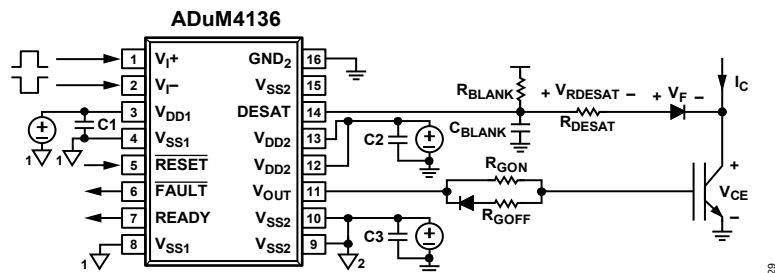 ADuM4136
1 VI+ GND2 16
2 VI– VSS2 15
3 VDD1 DESAT 14
4 VSS1 VDD2 13
5 RESET VDD2 12
6 FAULT VOUT 11
7 READY VSS2 10
8 VSS1 VSS2 9
C1
1
1
1
C2
C3
2
RBLANK
CBLANK
+ VRDESAT –
RDESAT
+ VF –
IC
RGON
RGOFF
+
VCE
–
29